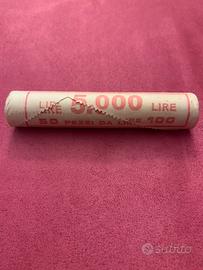 LIRE 5.000 LIRE
50 PEZZI DA LIRE 100
subito